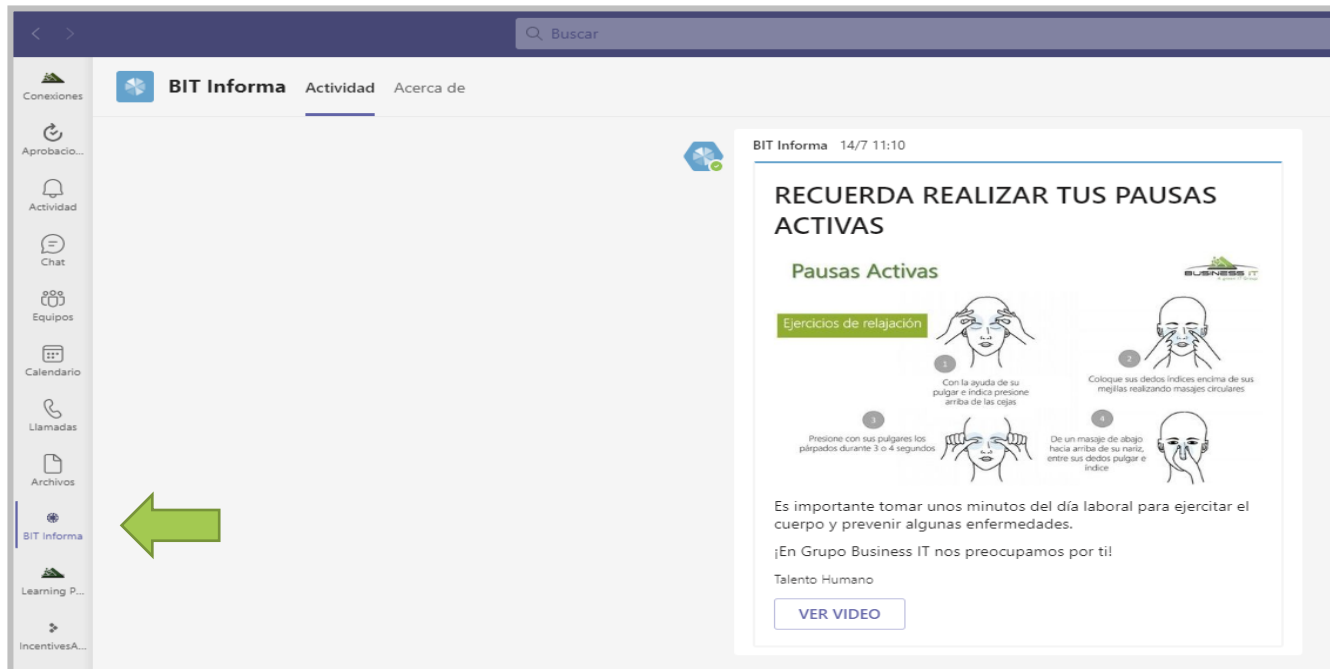 Buscar
Conexiones
Aprobacio...
Actividad
Chat
Equipos
Calendario
Llamadas
Archivos
BIT Informa
Learning P...
IncentivesA...
BIT Informa Actividad Acerca de
BIT Informa 14/7 11:10
RECUERDA REALIZAR TUS PAUSAS
ACTIVAS
Pausas Activas
BUSINESS IT
Ejercicios de relajación
1
Con la ayuda de su
pulgar e indica presione
arriba de las cejas
2
Coloque sus dedos índices encima de sus
mejillas realizando masajes circulares
3
Presione con sus pulgares los
párpados durante 3 o 4 segundos
4
De un masaje de abajo
hacia arriba de su nariz,
entre sus dedos pulgar e
índice
Es importante tomar unos minutos del día laboral para ejercitar el
cuerpo y prevenir algunas enfermedades.
¡En Grupo Business IT nos preocupamos por ti!
Talento Humano
VER VIDEO